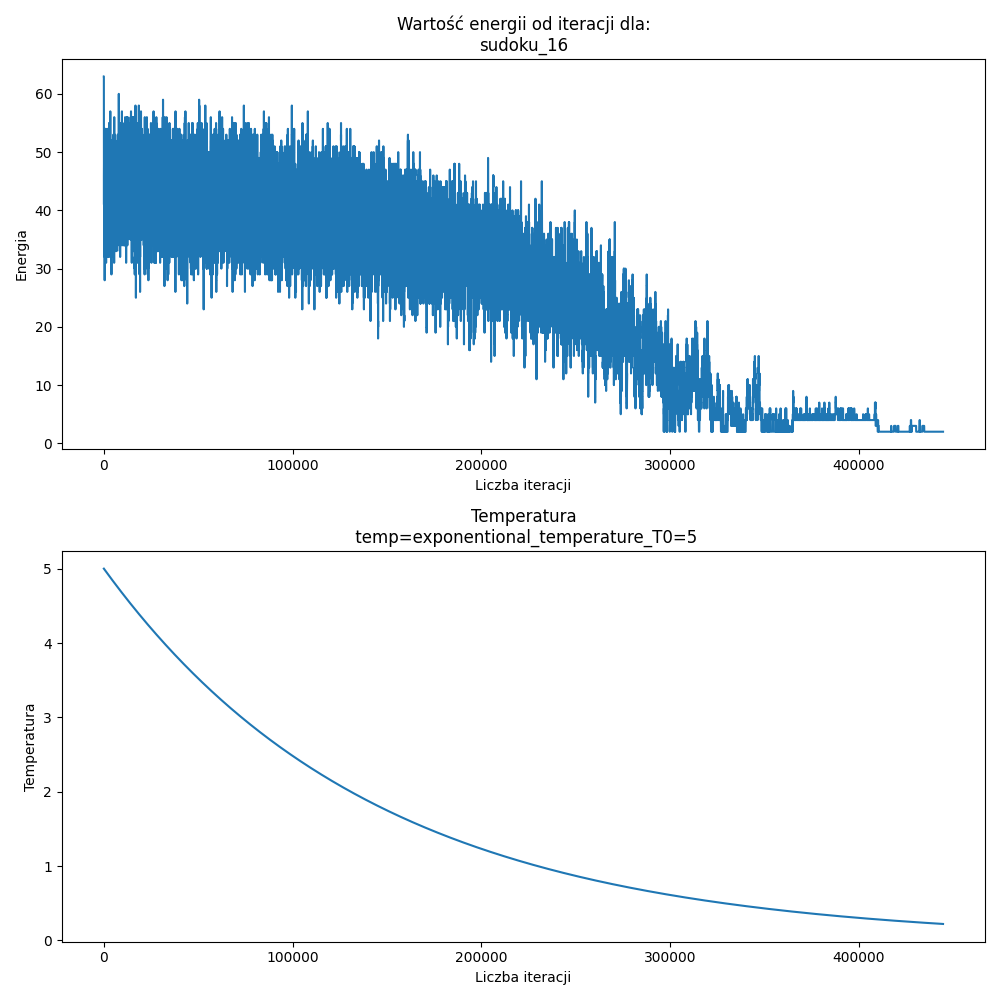 Wartość energii od iteracji dla:
sudoku_16
60
50
40
30
20
10
0
Energia
0 100000 200000 300000 400000
Liczba iteracji
Temperatura
temp=exponentional_temperature_T0=5
5
4
3
2
1
0
Temperatura
0 100000 200000 300000 400000
Liczba iteracji